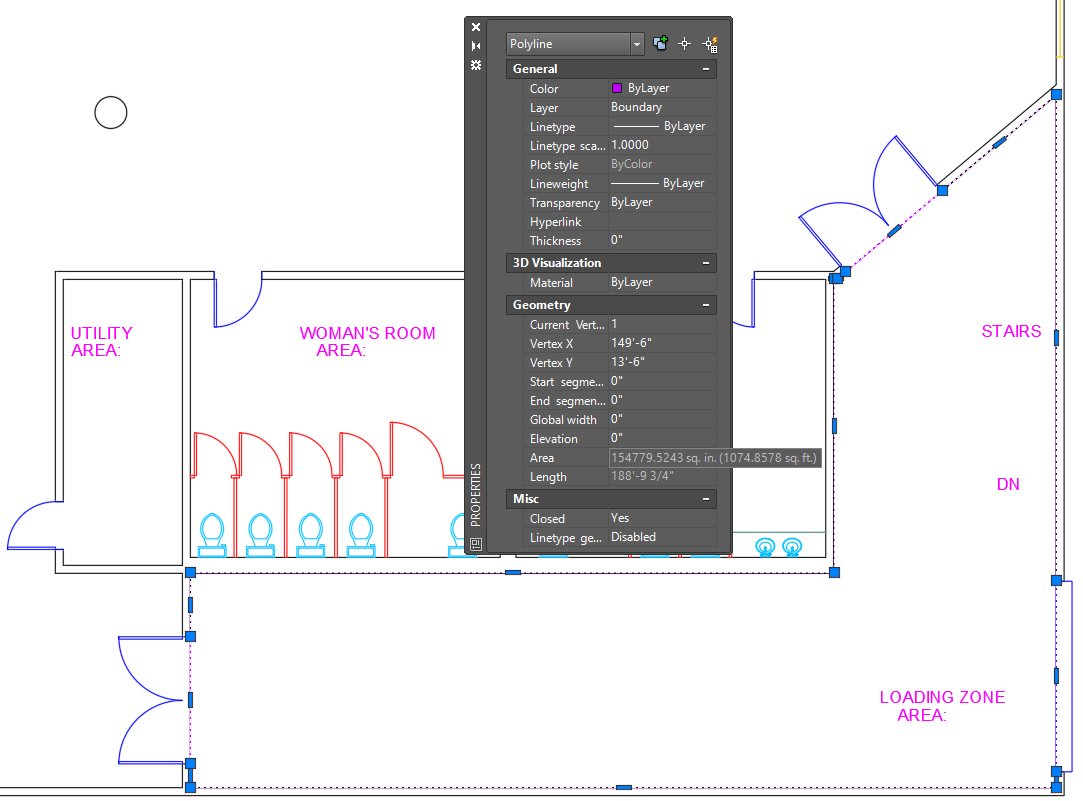 Polyline
General
Color ByLayer
Layer Boundary
Linetype ByLayer
Linetype sca... 1.0000
Plot style ByColor
Lineweight ByLayer
Transparency ByLayer
Hyperlink
Thickness 0"
3D Visualization
Material ByLayer
Geometry
Current Vert... 1
Vertex X 149'-6"
Vertex Y 13'-6"
Start segme... 0"
End segmen... 0"
Global width 0"
Elevation 0"
Area 154779.5243 sq. in. (1074.8578 sq. ft.)
Length 188'-9 3/4"
Misc
Closed Yes
Linetype ge... Disabled
PROPERTIES
UTILITY
AREA:
WOMAN'S ROOM
AREA:
STAIRS
DN
LOADING ZONE
AREA: